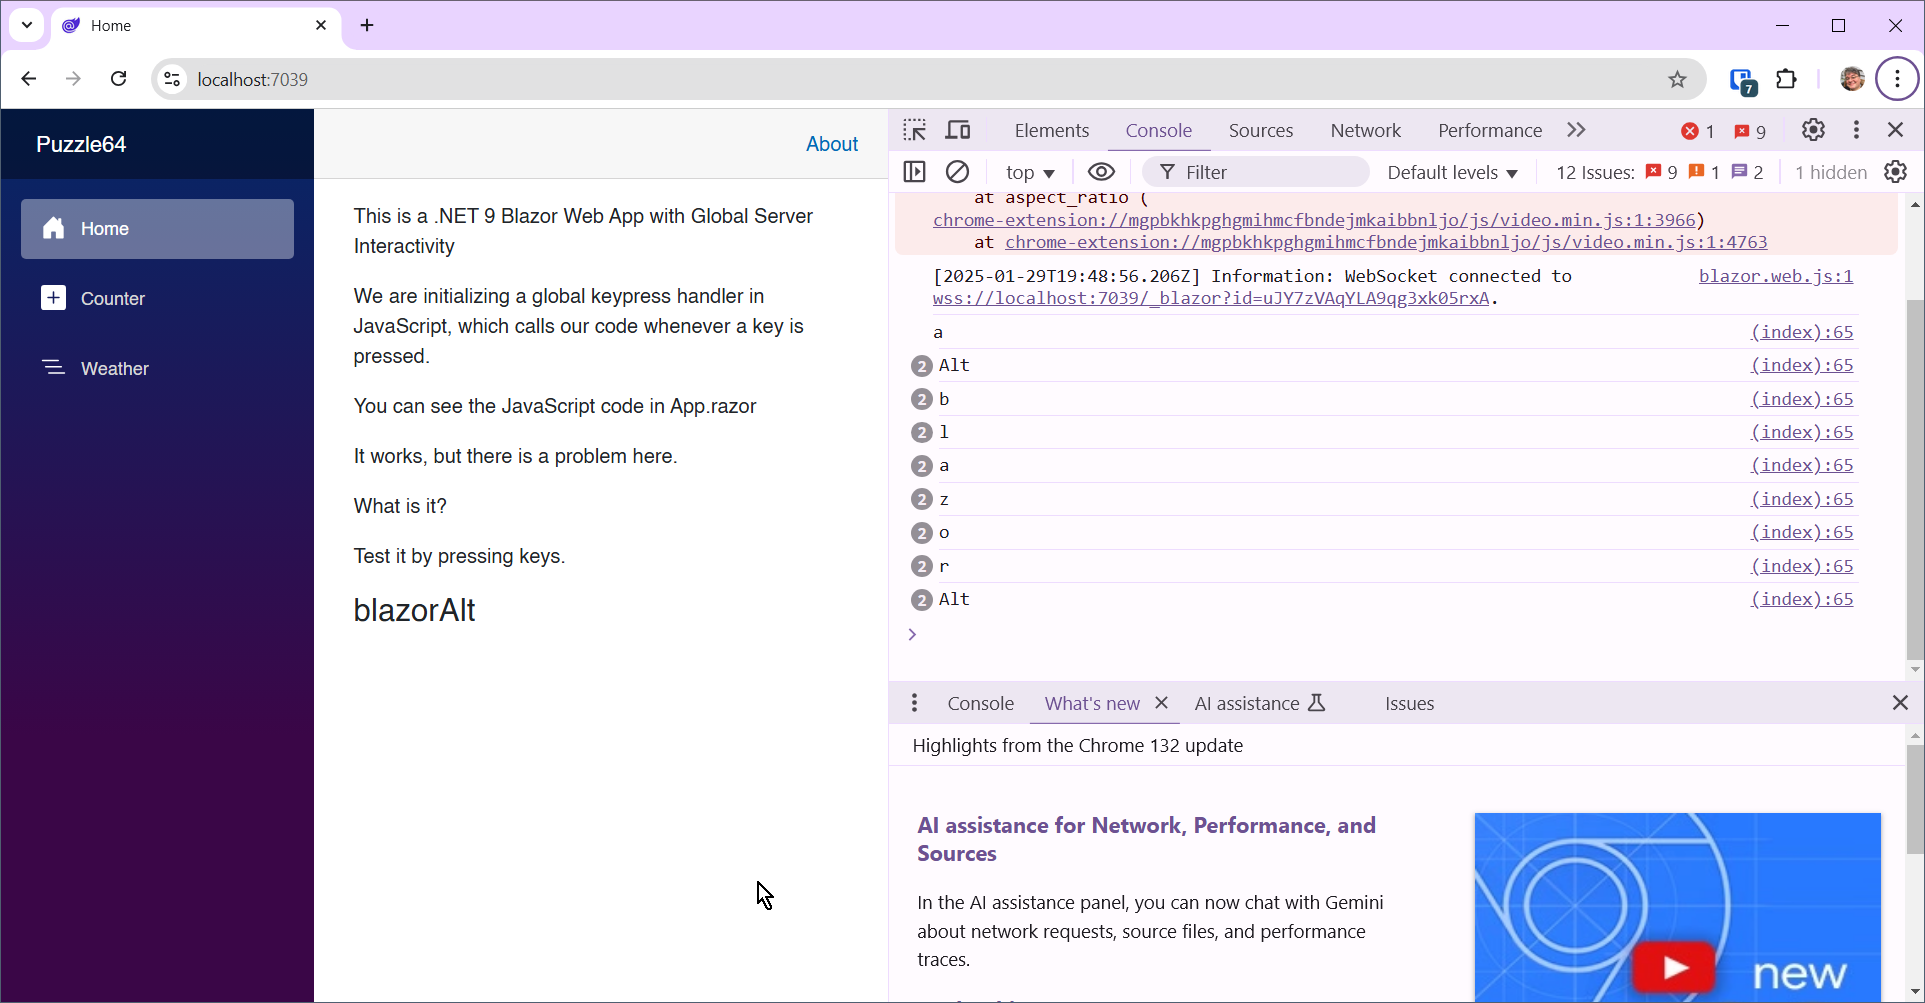 Home
localhost:7039
7
Puzzle64
Home
Counter
Weather
About
This is a .NET 9 Blazor Web App with Global Server
Interactivity
We are initializing a global keypress handler in
JavaScript, which calls our code whenever a key is
pressed.
You can see the JavaScript code in App.razor
It works, but there is a problem here.
What is it?
Test it by pressing keys.
blazorAlt
Elements Console Sources Network Performance 1 9
top Filter Default levels 12 Issues: 9 1 2 1 hidden
at aspect_ratio (
chrome-extension://mgpbkhkpghgmihmcfbndejmkaibbnljo/js/video.min.js:1:3966)
at chrome-extension://mgpbkhkpghgmihmcfbndejmkaibbnljo/js/video.min.js:1:4763
[2025-01-29T19:48:56.206Z] Information: WebSocket connected to blazor.web.js:1
wss://localhost:7039/_blazor?id=uJY7zVAqYLA9qg3xk05rxA.
a (index):65
2 Alt (index):65
2 b (index):65
2 l (index):65
2 a (index):65
2 z (index):65
2 o (index):65
2 r (index):65
2 Alt (index):65
Console What's new AI assistance Issues
Highlights from the Chrome 132 update
AI assistance for Network, Performance, and
Sources
In the AI assistance panel, you can now chat with Gemini
about network requests, source files, and performance
traces.
new